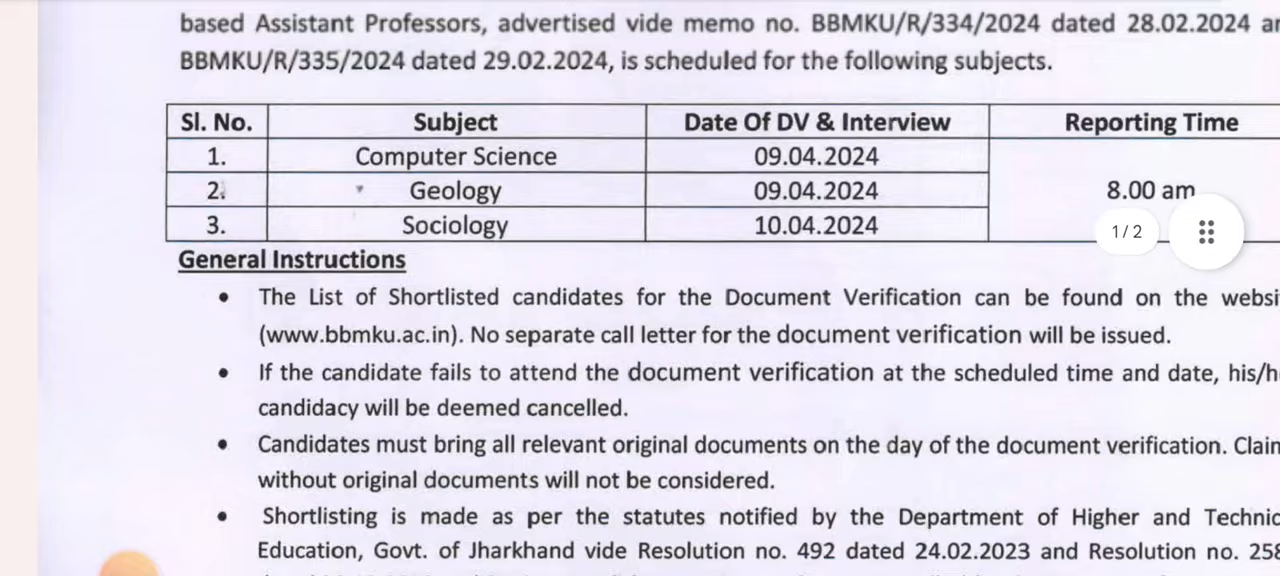 based Assistant Professors, advertised vide memo no. BBMKU/R/334/2024 dated 28.02.2024
BBMKU/R/335/2024 dated 29.02.2024, is scheduled for the following subjects.
Sl. No. Subject Date Of DV & Interview Reporting Time
1. Computer Science 09.04.2024
2. Geology 09.04.2024 8.00 am
3. Sociology 10.04.2024
1 / 2
General Instructions
• The List of Shortlisted candidates for the Document Verification can be found on the
(www.bbmku.ac.in). No separate call letter for the document verification will be issued.
• If the candidate fails to attend the document verification at the scheduled time and date,
candidacy will be deemed cancelled.
• Candidates must bring all relevant original documents on the day of the document verification.
without original documents will not be considered.
• Shortlisting is made as per the statutes notified by the Department of Higher and
Education, Govt. of Jharkhand vide Resolution no. 492 dated 24.02.2023 and Resolution no.